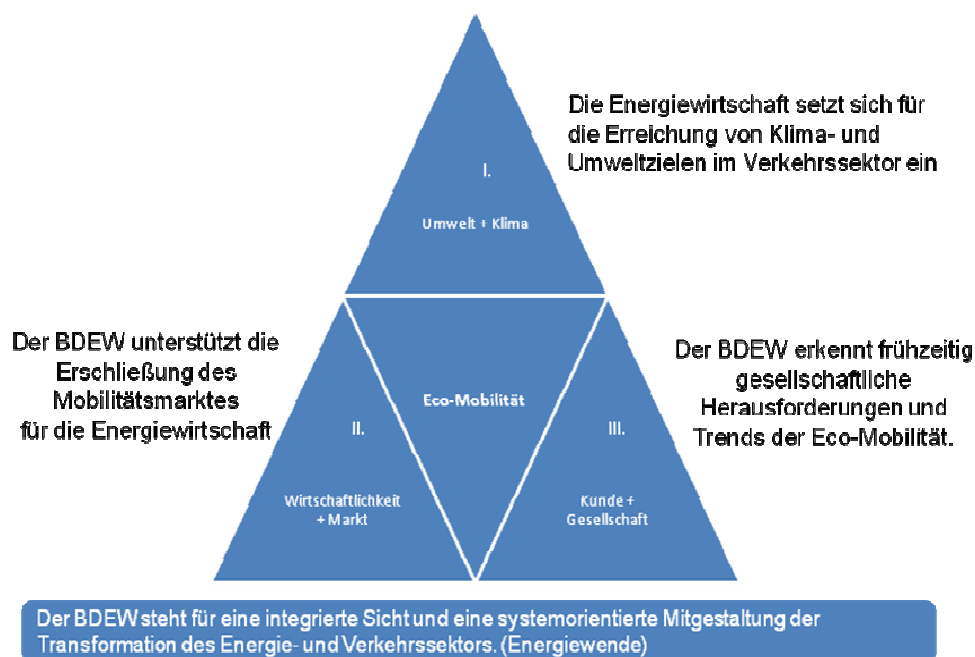 Die Energiewirtschaft setzt sich für
die Erreichung von Klima- und
Umweltzielen im Verkehrssektor ein
I.
Umwelt + Klima
Der BDEW unterstützt die
Erschließung des
Mobilitätsmarktes
für die Energiewirtschaft
Eco-Mobilität
Der BDEW erkennt frühzeitig
gesellschaftliche
Herausforderungen und
Trends der Eco-Mobilität.
II.
Wirtschaftlichkeit
+ Markt
III.
Kunde +
Gesellschaft
Der BDEW steht für eine integrierte Sicht und eine systemorientierte Mitgestaltung der
Transformation des Energie- und Verkehrssektors. (Energiewende)